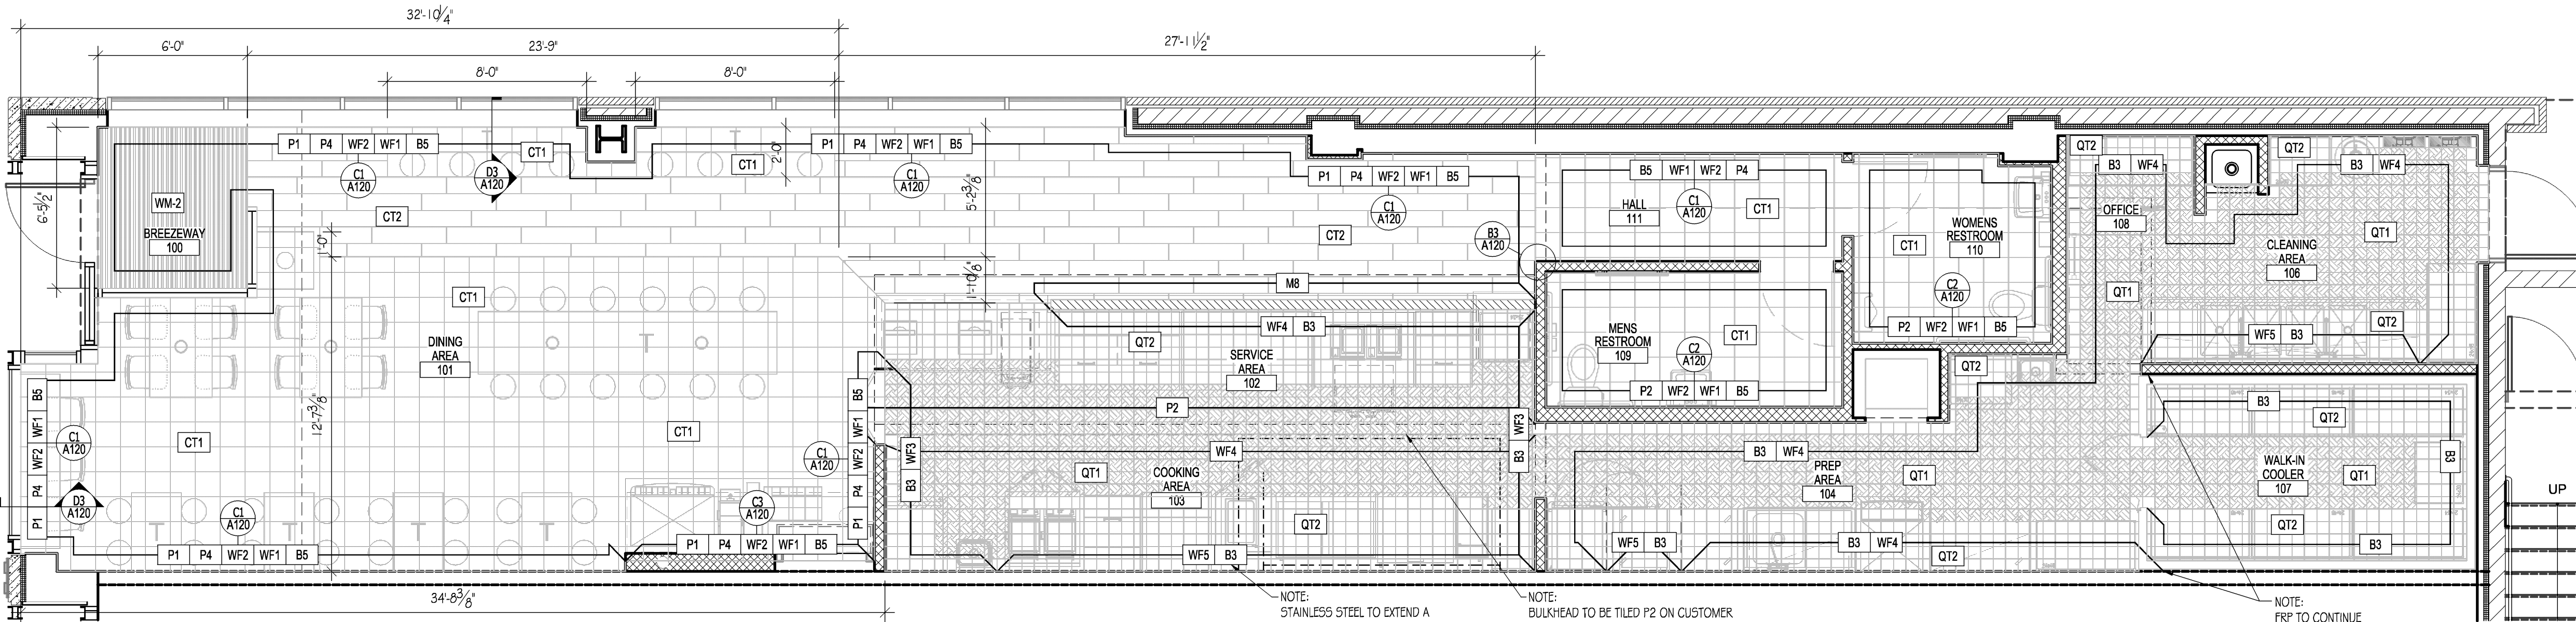 32'-10 1/4"
6'-0"
23'-9"
27'-11 1/2"
8'-0"
8'-0"
P1 P4 WF2 WF1 B5
CT1
D3
A120
C1
A120
CT1
2'-0"
P1 P4 WF2 WF1 B5
C1
A120
5'-2 3/8"
P1 P4 WF2 WF1 B5
C1
A120
6'-5 1/2"
WM-2
BREEZEWAY
100
CT2
1'-0"
CT2
B3
A120
1'-10 1/8"
B5 WF1 WF2 P4
HALL
111
C1
A120
CT1
CT1
WOMENS
RESTROOM
110
C2
A120
P2 WF2 WF1 B5
QT2
B3 WF4
OFFICE
108
QT1
QT2
B3 WF4
QT1
CLEANING
AREA
106
QT2
WF5 B3
CT1
DINING
AREA
101
12'-7 3/8"
M8
WF4 B3
QT2
SERVICE
AREA
102
MENS
RESTROOM
109
CT1
C2
A120
P2 WF2 WF1 B5
QT2
B5 WF1 WF2 P4 P1
C1
A120
D3
A120
CT1
CT1
C1
A120
B5 WF1 WF2 P4 P1
P2
WF3 B3
WF4
QT1
COOKING
AREA
103
WF3 B3
QT2
B3 WF4
QT1
PREP
AREA
104
B3
QT2
B3
WALK-IN
COOLER
107
QT1
QT2
B3
UP
C1
A120
P1 P4 WF2 WF1 B5
C3
A120
P1 P4 WF2 WF1 B5
WF5 B3
WF5 B3
B3 WF4
QT2
34'-8 3/8"
NOTE:
STAINLESS STEEL TO EXTEND A
NOTE:
BULKHEAD TO BE TILED P2 ON CUSTOMER
NOTE:
FRP TO CONTINUE